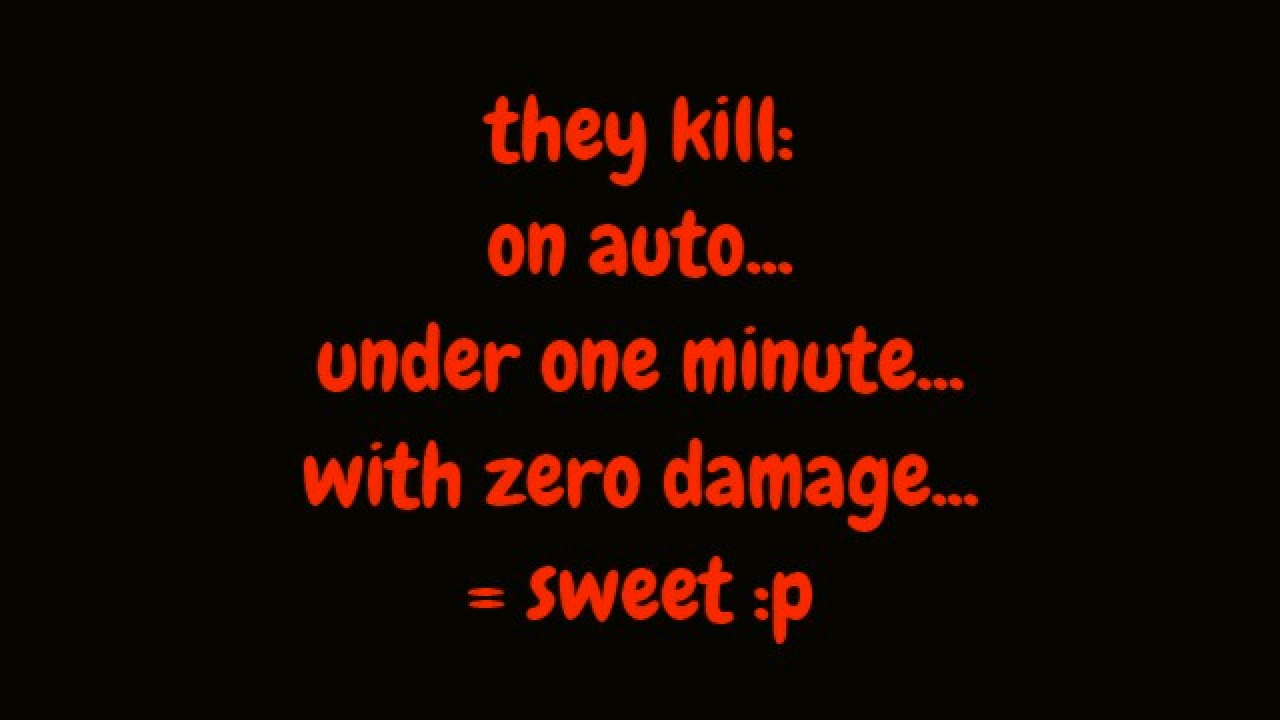 they kill:
on auto...
under one minute...
with zero damage...
= sweet :p